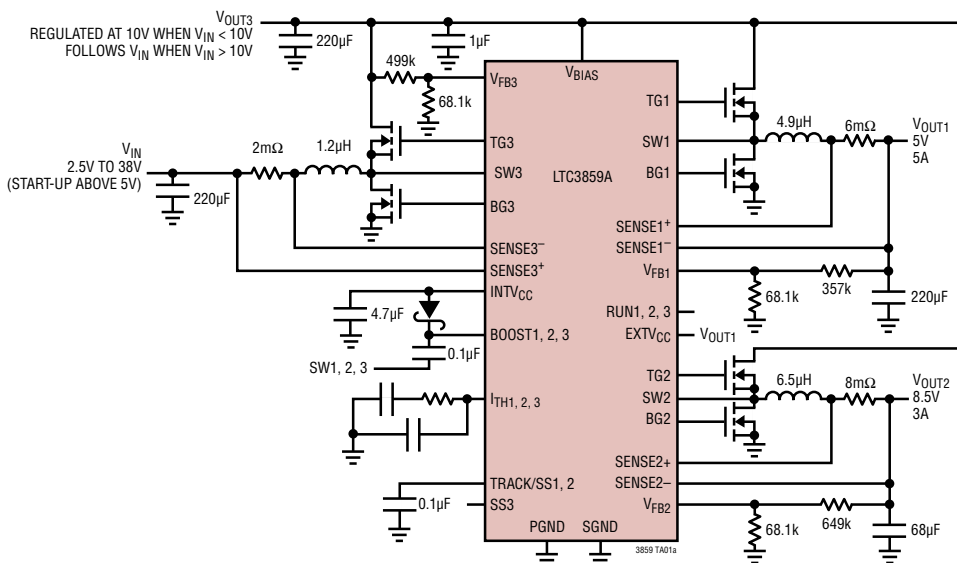 VOUT3
REGULATED AT 10V WHEN VIN < 10V
FOLLOWS VIN WHEN VIN > 10V
220µF
1µF
499k
68.1k
VFB3
VBIAS
TG1
4.9µH
6mΩ
VOUT1
5V
5A
VIN
2.5V TO 38V
(START-UP ABOVE 5V)
2mΩ
1.2µH
TG3
SW1
SW3
LTC3859A
BG1
220µF
BG3
SENSE1+
SENSE3−
SENSE1−
SENSE3+
VFB1
357k
68.1k
220µF
INTVCC
4.7µF
RUN1, 2, 3
BOOST1, 2, 3
EXTVCC
VOUT1
0.1µF
SW1, 2, 3
TG2
6.5µH
8mΩ
VOUT2
8.5V
3A
ITH1, 2, 3
SW2
BG2
SENSE2+
TRACK/SS1, 2
SENSE2−
0.1µF
SS3
VFB2
649k
68.1k
68µF
PGND
SGND
3859 TA01a